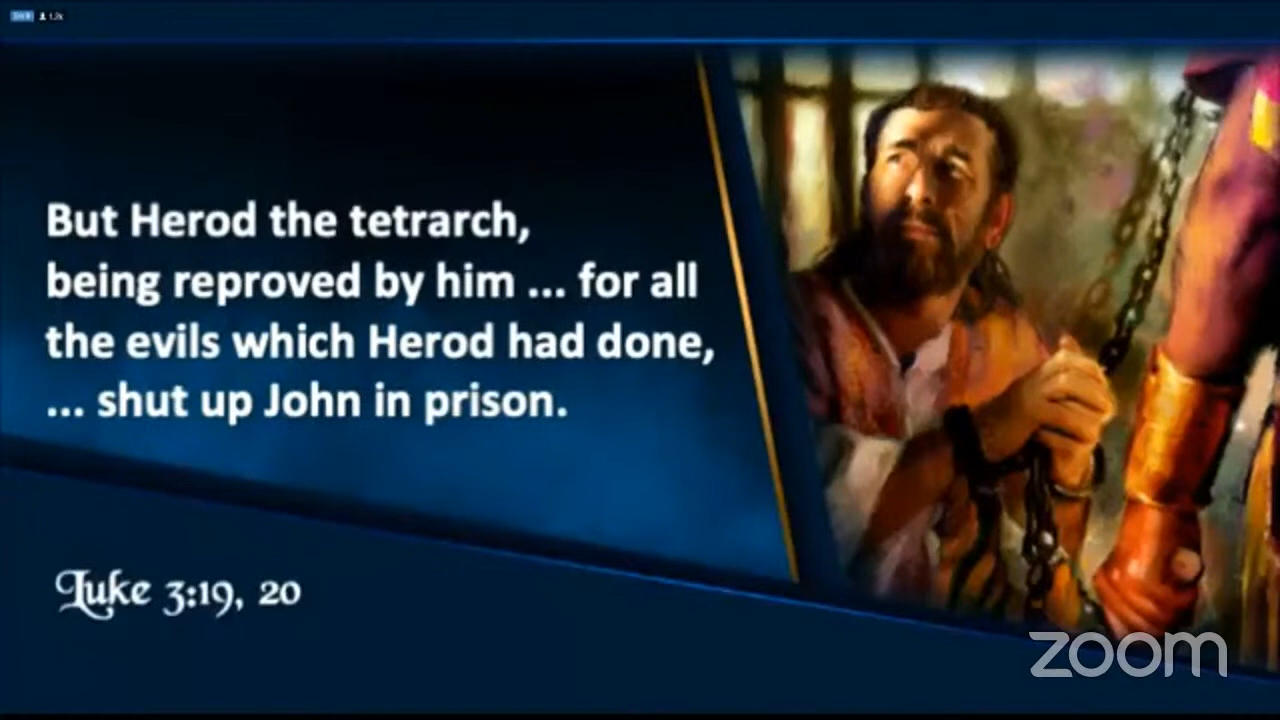 But Herod the tetrarch,
being reproved by him ... for all
the evils which Herod had done,
... shut up John in prison.
Luke 3:19, 20
zoom